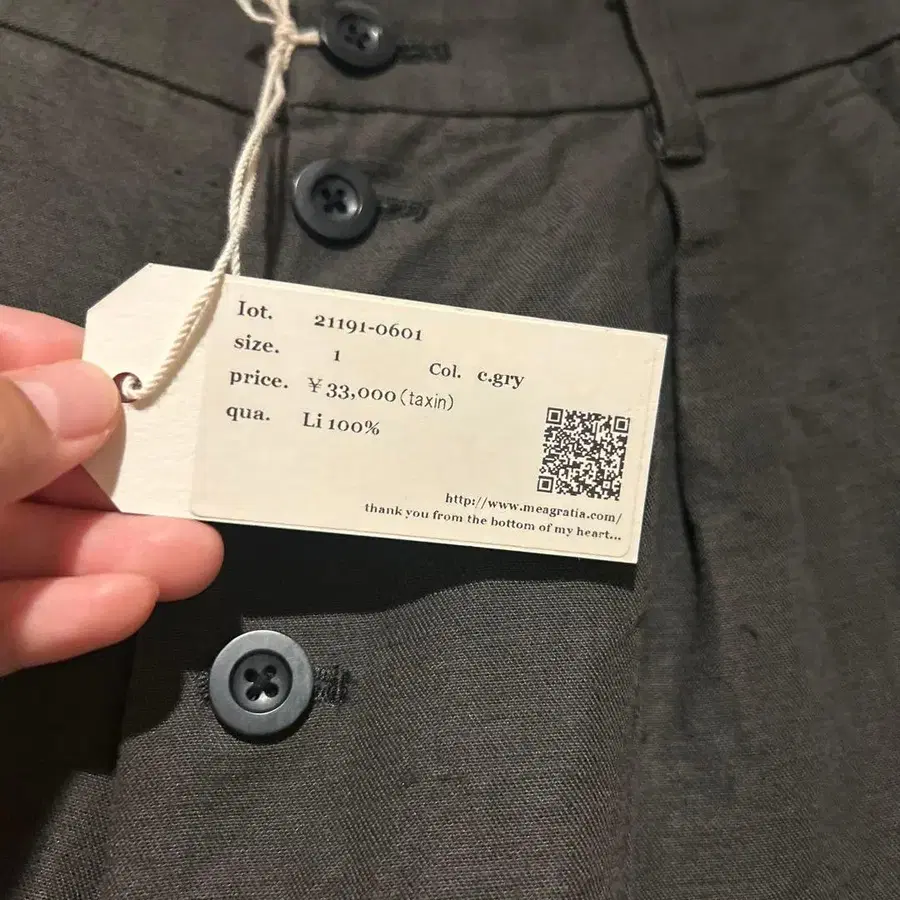 lot. 21191-0601
size. 1 Col. c.gry
price. ¥33,000(taxin)
qua. Li 100%
http://www.meagratia.com/
thank you from the bottom of my heart...